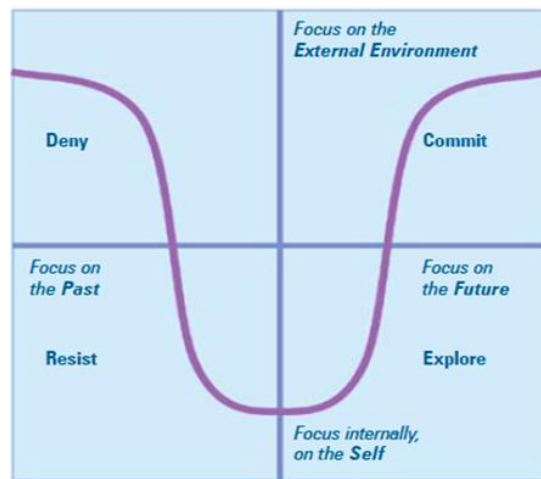 Focus on the
External Environment
Deny
Commit
Focus on
the Past
Focus on
the Future
Resist
Explore
Focus internally,
on the Self